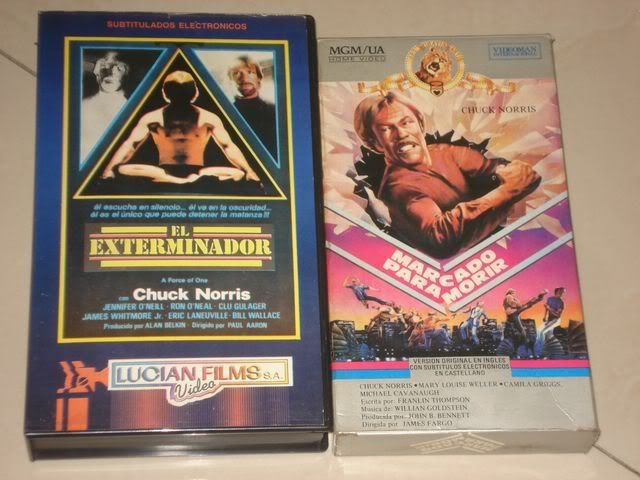 SUBTITULADOS ELECTRONICOS
él escucha en silencio... él ve en la oscuridad...
él es el único que puede detener la matanza!!!
EL
EXTERMINADOR
A Force of One
con Chuck Norris
JENNIFER O'NEILL · RON O'NEAL · CLU GULAGER
JAMES WHITMORE Jr. · ERIC LANEUVILLE · BILL WALLACE
Producido por ALAN BELKIN · Dirigido por PAUL AARON
LUCIAN FILMS S.A.
Video
MGM/UA
HOME VIDEO
VIDEOMAN
INTERNACIONAL
CHUCK NORRIS
MARCADO
PARA
MORIR
VERSION ORIGINAL EN INGLES
CON SUBTITULOS ELECTRONICOS
EN CASTELLANO
CHUCK NORRIS • MARY LOUISE WELLER • CAMILA GRIGGS,
MICHAEL CAVANAUGH
Escrita por: FRANLIN THOMPSON
Musica de: WILLIAN GOLDSTEIN
Producida por: JOHN B. BENNETT
Dirigida por: JAMES FARGO